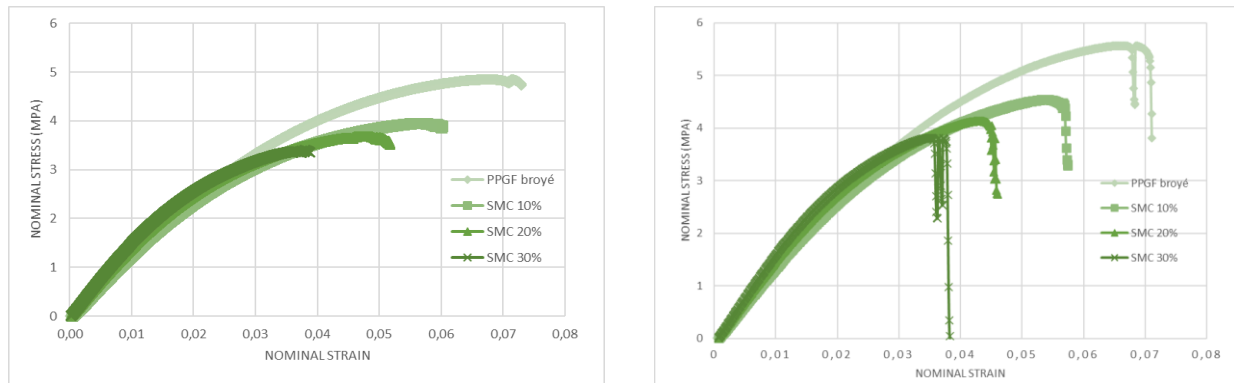 6
5
4
3
2
1
0
NOMINAL STRESS (MPA)
0,00 0,01 0,02 0,03 0,04 0,05 0,06 0,07 0,08
NOMINAL STRAIN
PPGF broyé
SMC 10%
SMC 20%
SMC 30%
6
5
4
3
2
1
0
NOMINAL STRESS (MPA)
0 0,01 0,02 0,03 0,04 0,05 0,06 0,07 0,08
NOMINAL STRAIN
PPGF broyé
SMC 10%
SMC 20%
SMC 30%